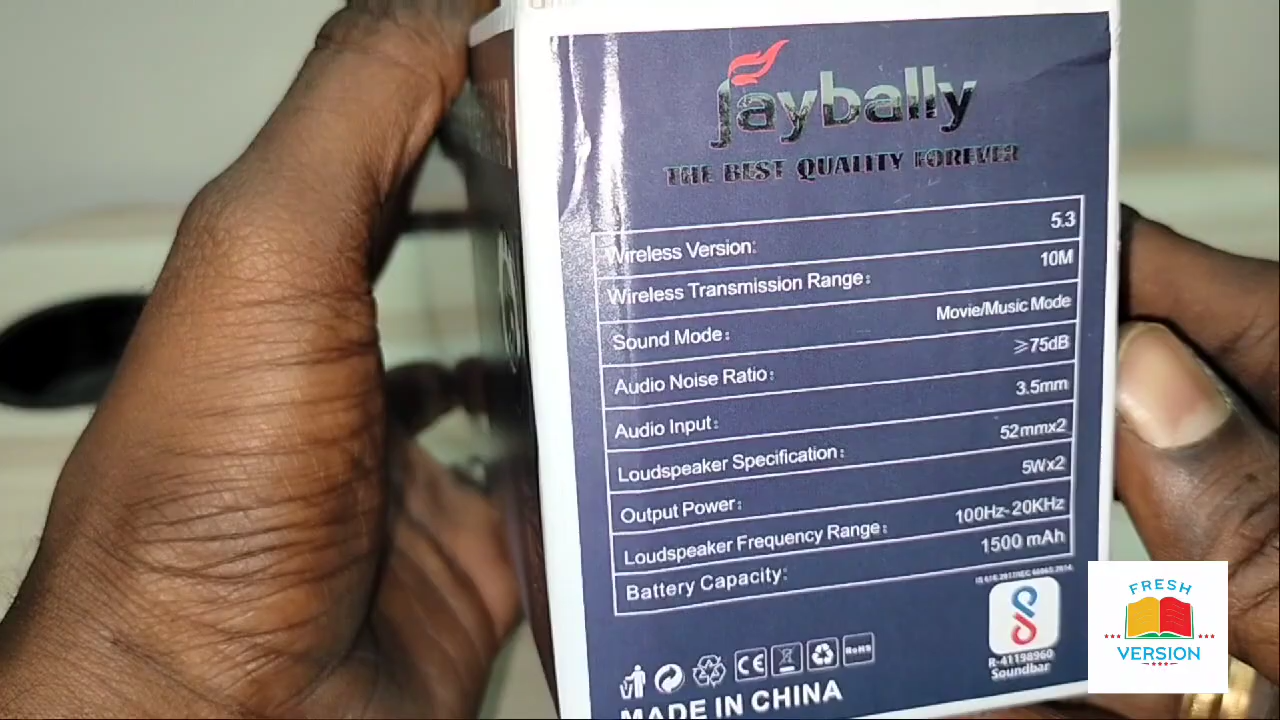 Jaybally
THE BEST QUALITY FOREVER
Wireless Version: 5.3
Wireless Transmission Range: 10M
Sound Mode: Movie/Music Mode
Audio Noise Ratio: ⩾75dB
Audio Input: 3.5mm
Loudspeaker Specification: 52mmx2
Output Power: 5Wx2
Loudspeaker Frequency Range: 100Hz~20KHz
Battery Capacity: 1500 mAh
CE
RoHS
R-41198960
Soundbar
MADE IN CHINA
FRESH
VERSION